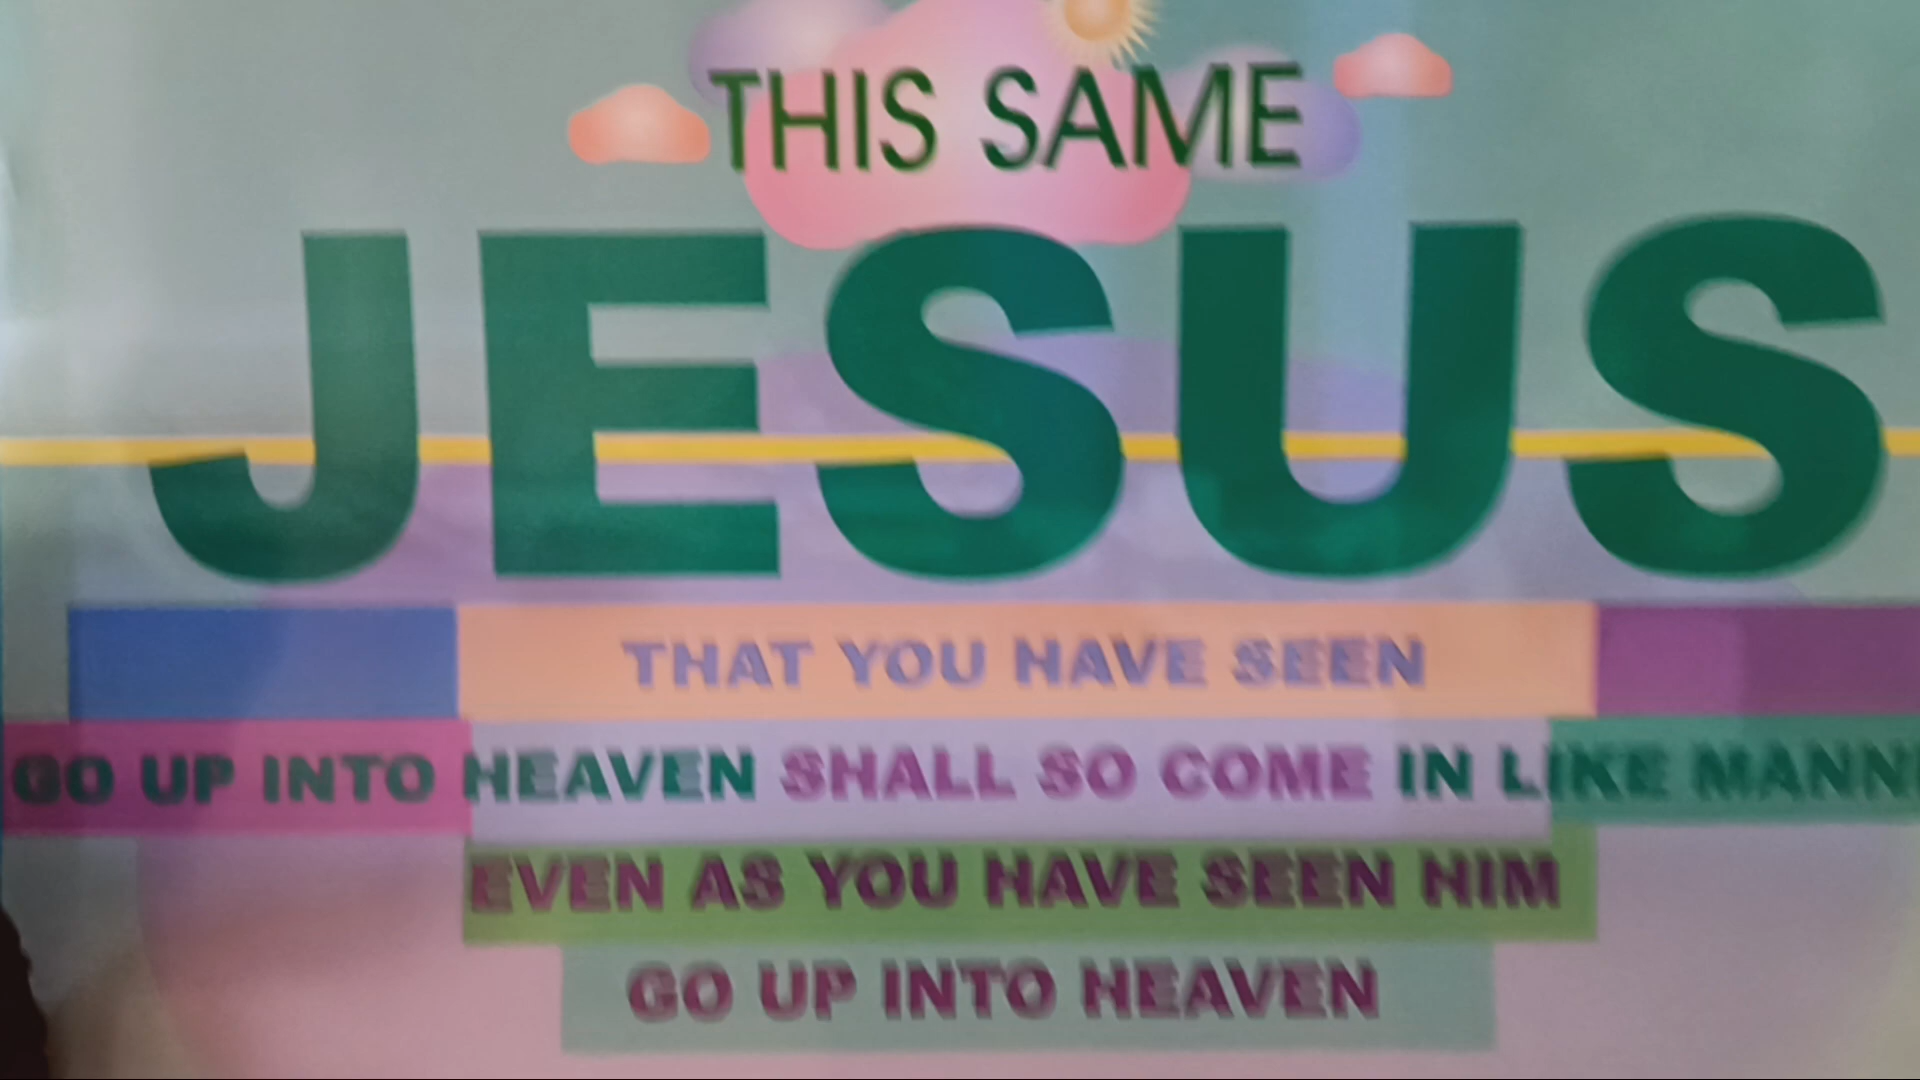 THIS SAME
JESUS
THAT YOU HAVE SEEN
GO UP INTO HEAVEN SHALL SO COME IN LIKE
EVEN AS YOU HAVE SEEN HIM
GO UP INTO HEAVEN